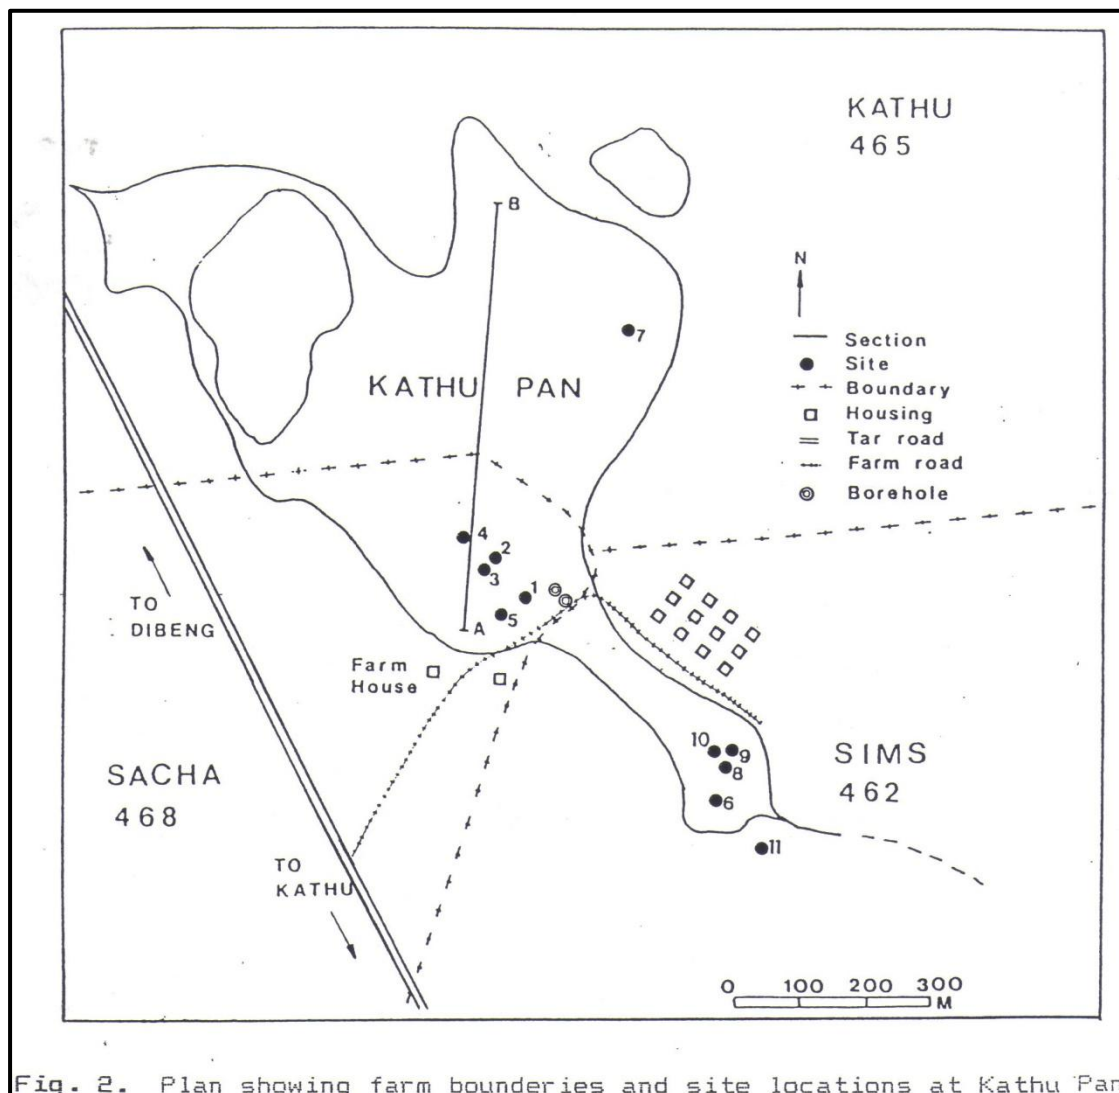 KATHU
465
B
N
7
Section
Site
Boundary
Housing
Tar road
Farm road
Borehole
KATHU PAN
4
2
3
1
5
A
TO
DIBENG
Farm
House
SACHA
468
10
9
8
6
11
SIMS
462
TO
KATHU
0 100 200 300
M
Fig. 2. Plan showing farm bounderies and site locations at Kathu Pan